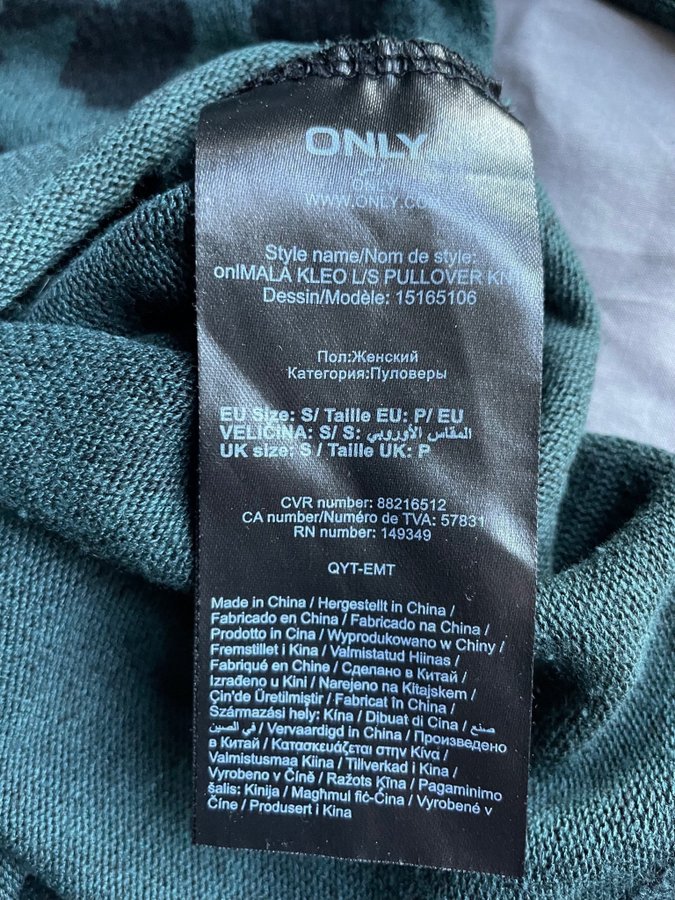 ONLY
اونلي
ONLY
WWW.ONLY.COM
Style name/Nom de style:
onlMALA KLEO L/S PULLOVER KN
Dessin/Modèle: 15165106
Пол:Женский
Категория:Пуловеры
EU Size: S/ Taille EU: P/ EU
VELICINA: S/ S: المقاس الأوروبي
UK size: S / Taille UK: P
CVR number: 88216512
CA number/Numéro de TVA: 57831
RN number: 149349
QYT-EMT
Made in China / Hergestellt in China /
Fabricado en China / Fabricado na China /
Prodotto in Cina / Wyprodukowano w Chiny /
Fremstillet i Kina / Valmistatud Hiinas /
Fabriqué en Chine / Сделано в Китай /
Izrađeno u Kini / Narejeno na Kitajskem /
Çin'de Üretilmiştir / Fabricat în China /
Származási hely: Kína / Dibuat di Cina / صنع
في الصين / Vervaardigd in China / Произведено
в Китай / Κατασκευάζεται στην Κίνα /
Valmistusmaa Kiina / Tillverkad i Kina /
Vyrobeno v Číně / Ražots Ķīna / Pagaminimo
šalis: Kinija / Magħmul fiċ-Ċina / Vyrobené v
Číne / Produsert i Kina